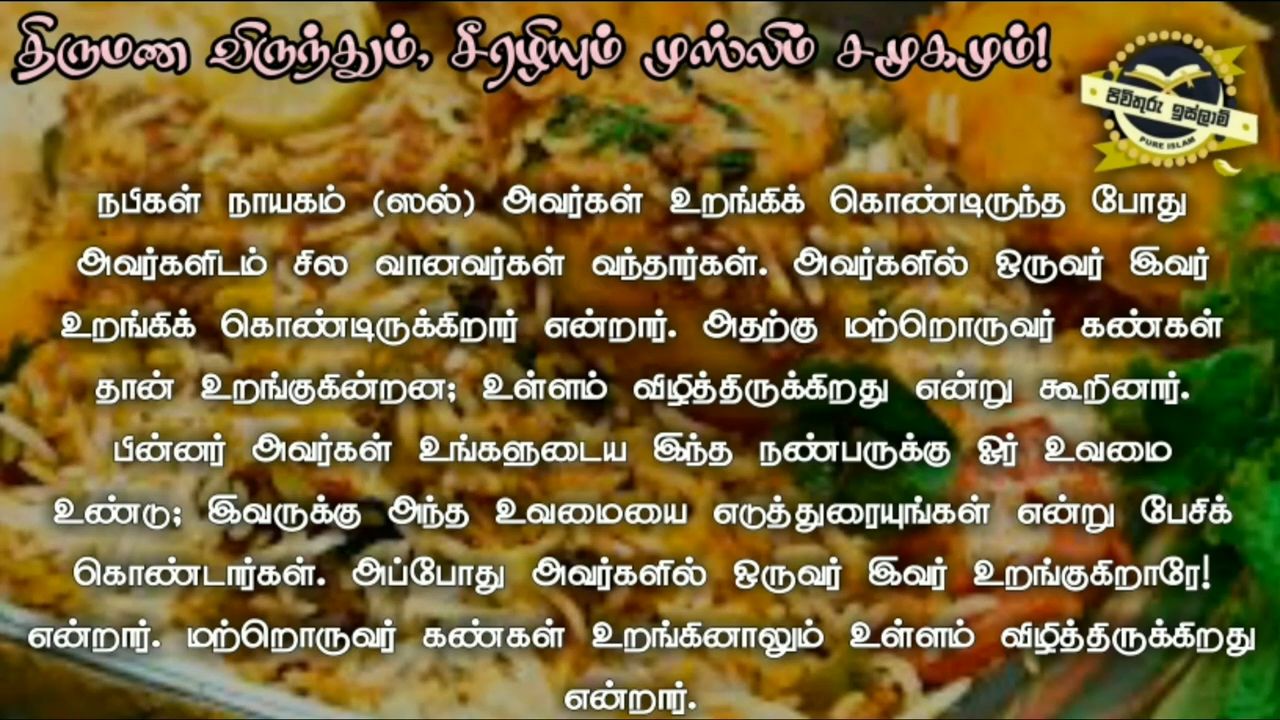 திருமண விருந்தும், சீரழியும் முஸ்லிம் சமுகமும்!
පිවිතුරු ඉස්ලාම්
PURE ISLAM
நபிகள் நாயகம் (ஸல்) அவர்கள் உறங்கிக் கொண்டிருந்த போது
அவர்களிடம் சில வானவர்கள் வந்தார்கள். அவர்களில் ஒருவர் இவர்
உறங்கிக் கொண்டிருக்கிறார் என்றார். அதற்கு மற்றொருவர் கண்கள்
தான் உறங்குகின்றன; உள்ளம் விழித்திருக்கிறது என்று கூறினார்.
பின்னர் அவர்கள் உங்களுடைய இந்த நண்பருக்கு ஓர் உவமை
உண்டு; இவருக்கு அந்த உவமையை எடுத்துரையுங்கள் என்று பேசிக்
கொண்டார்கள். அப்போது அவர்களில் ஒருவர் இவர் உறங்குகிறாரே!
என்றார். மற்றொருவர் கண்கள் உறங்கினாலும் உள்ளம் விழித்திருக்கிறது
என்றார்.